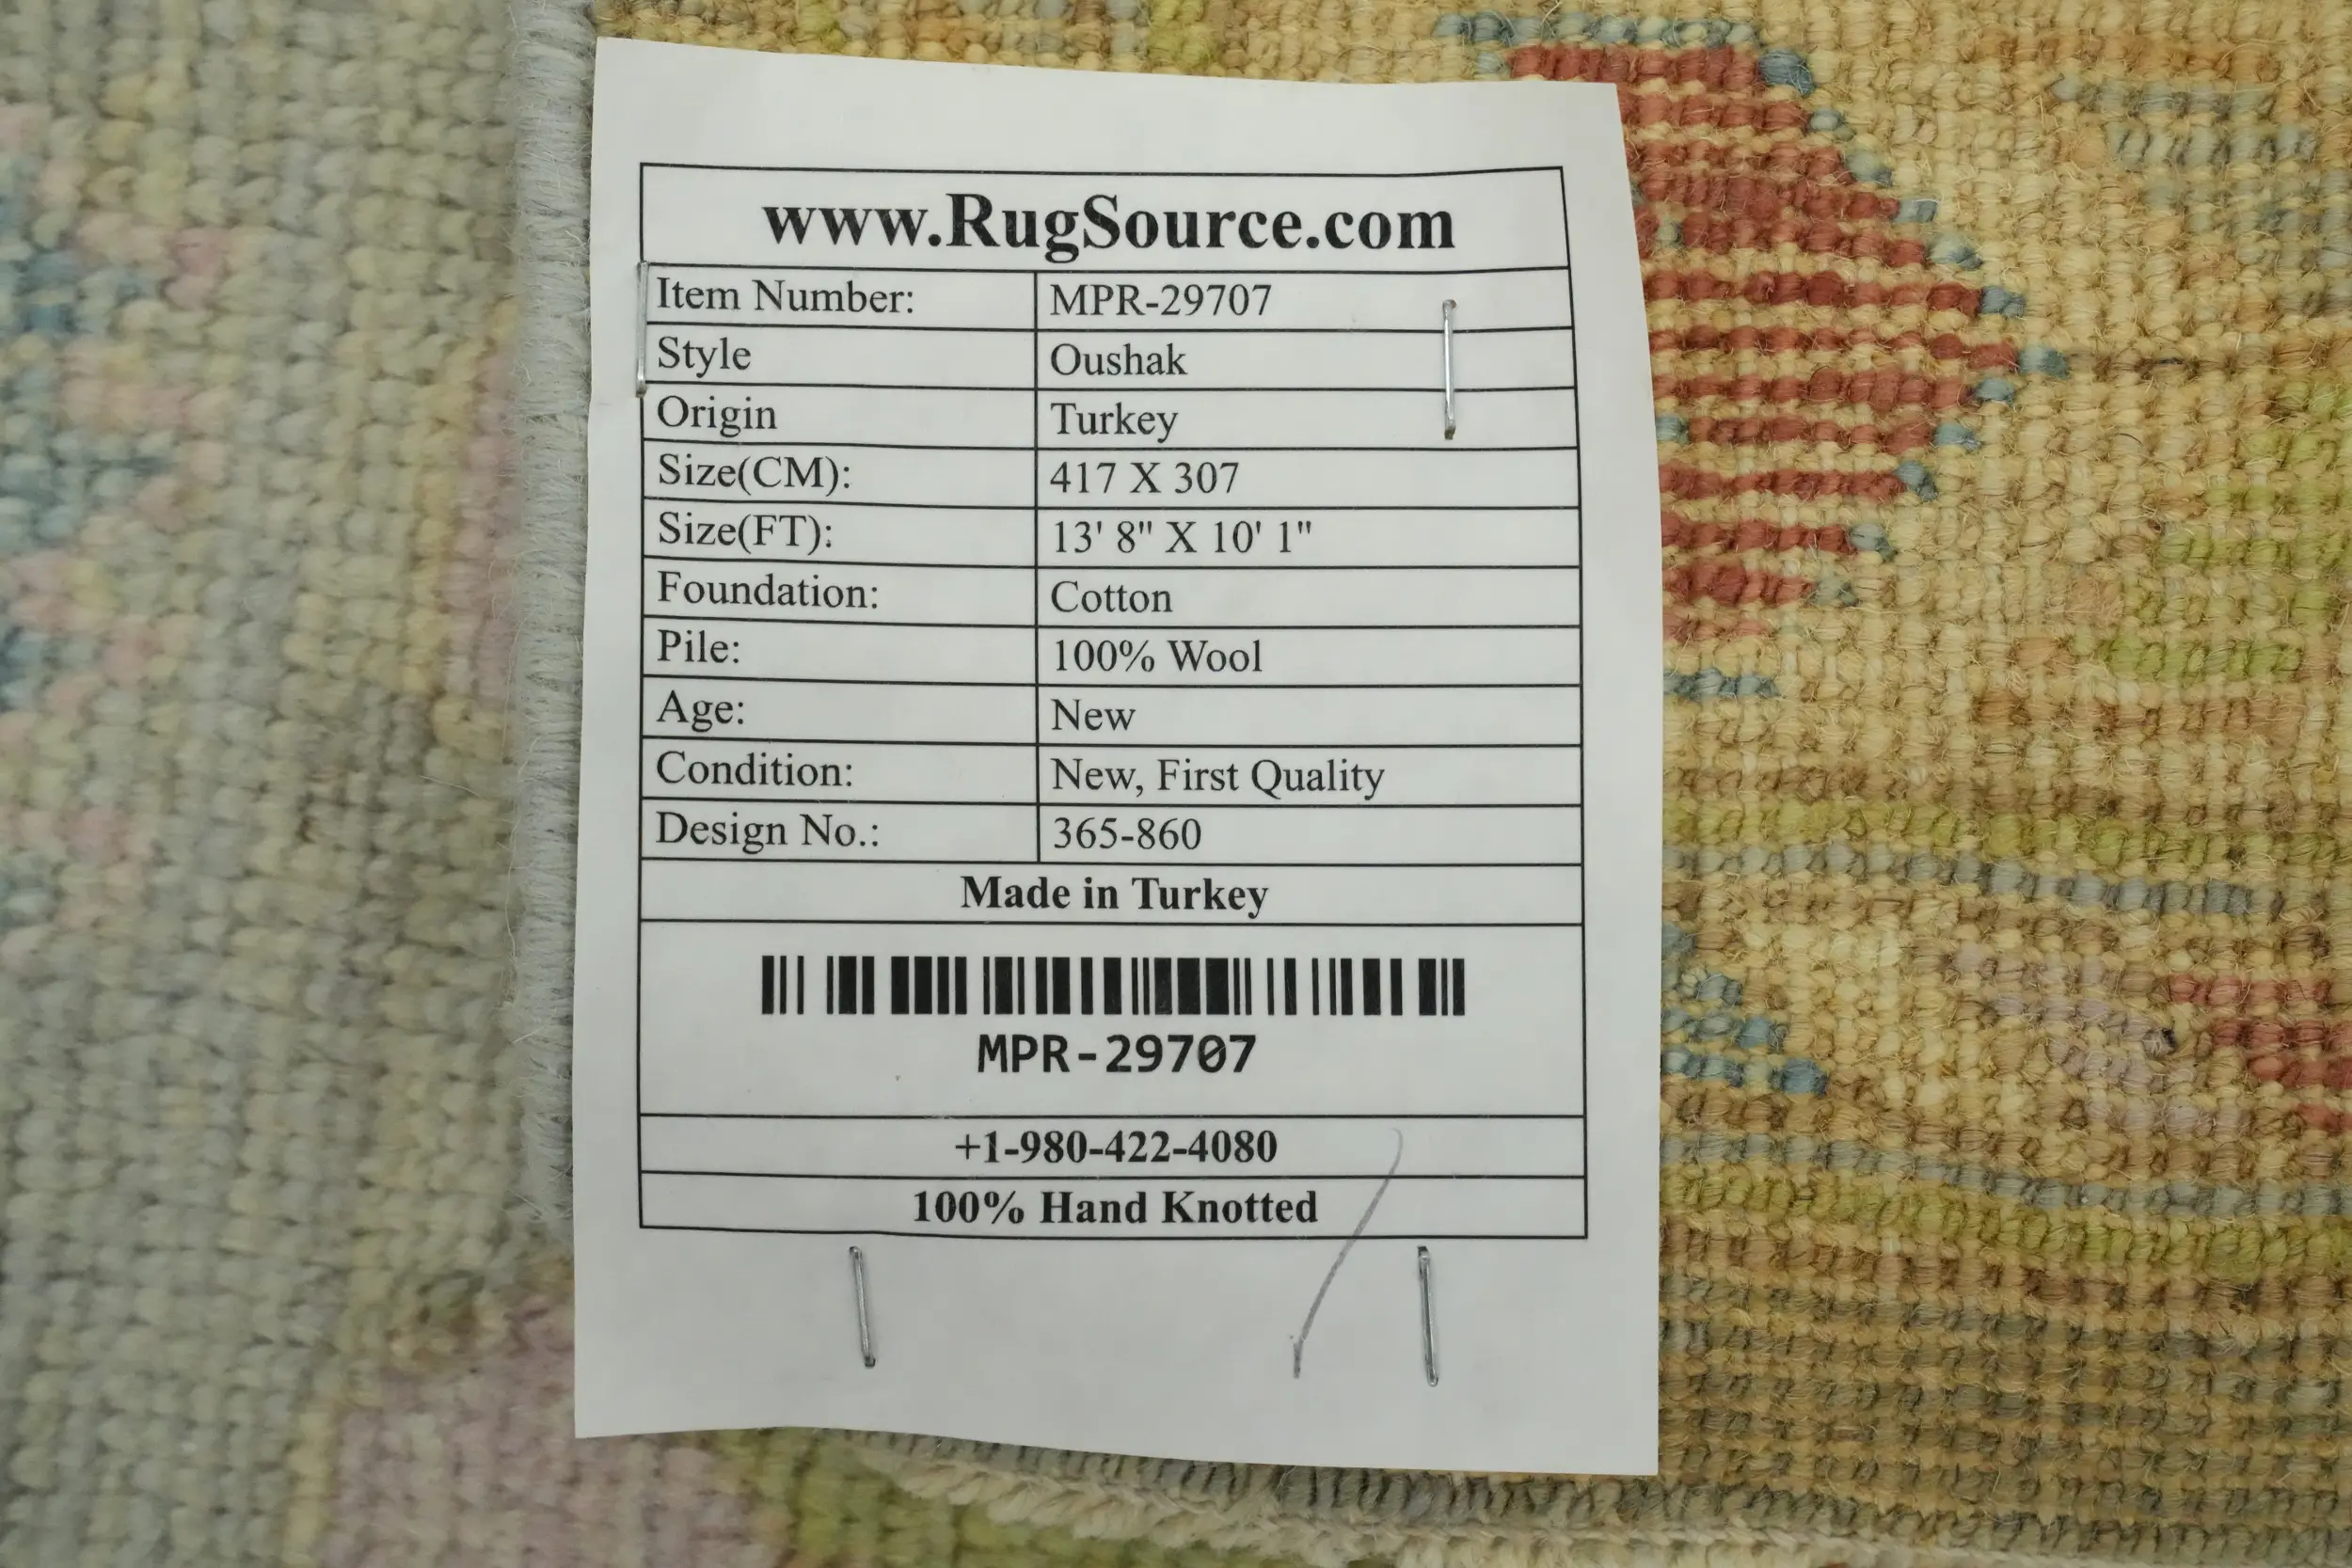 www.RugSource.com
Item Number: MPR-29707
Style Oushak
Origin Turkey
Size(CM): 417 X 307
Size(FT): 13' 8" X 10' 1"
Foundation: Cotton
Pile: 100% Wool
Age: New
Condition: New, First Quality
Design No.: 365-860
Made in Turkey
MPR-29707
+1-980-422-4080
100% Hand Knotted